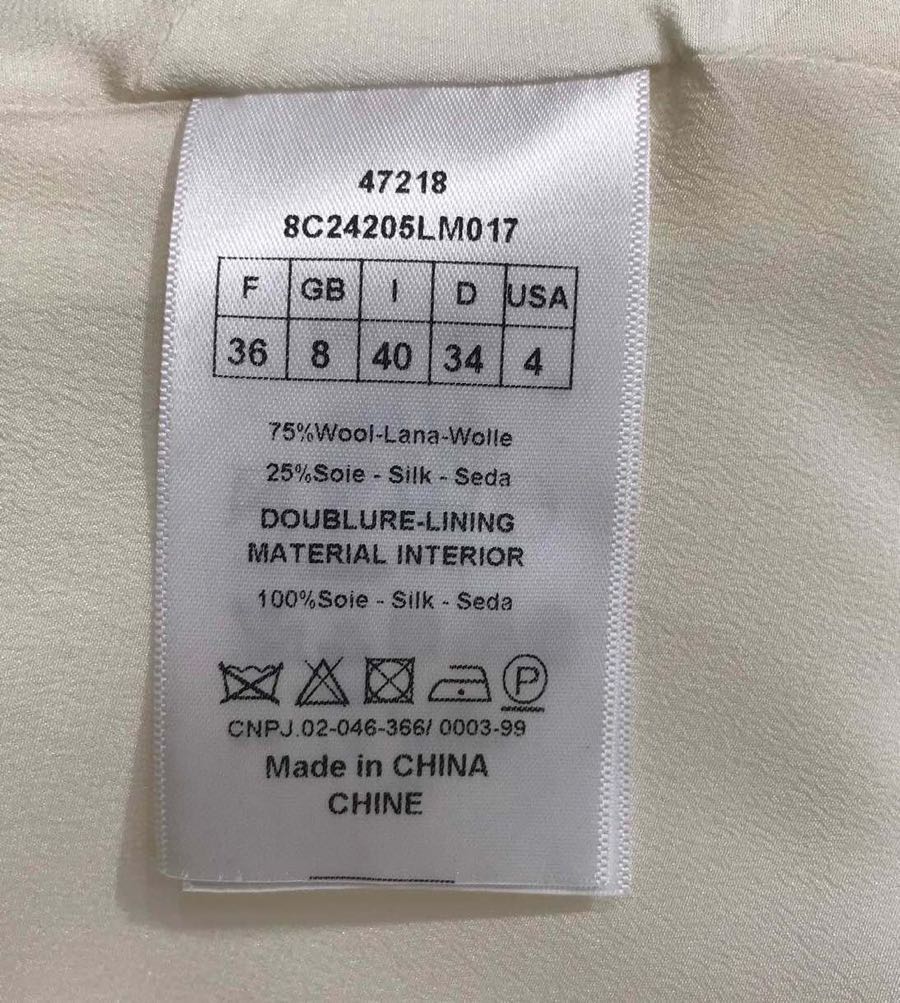 47218
8C24205LM017
F GB I D USA
36 8 40 34 4
75%Wool-Lana-Wolle
25%Soie - Silk - Seda
DOUBLURE-LINING
MATERIAL INTERIOR
100%Soie - Silk - Seda
P
CNPJ.02-046-366/ 0003-99
Made in CHINA
CHINE